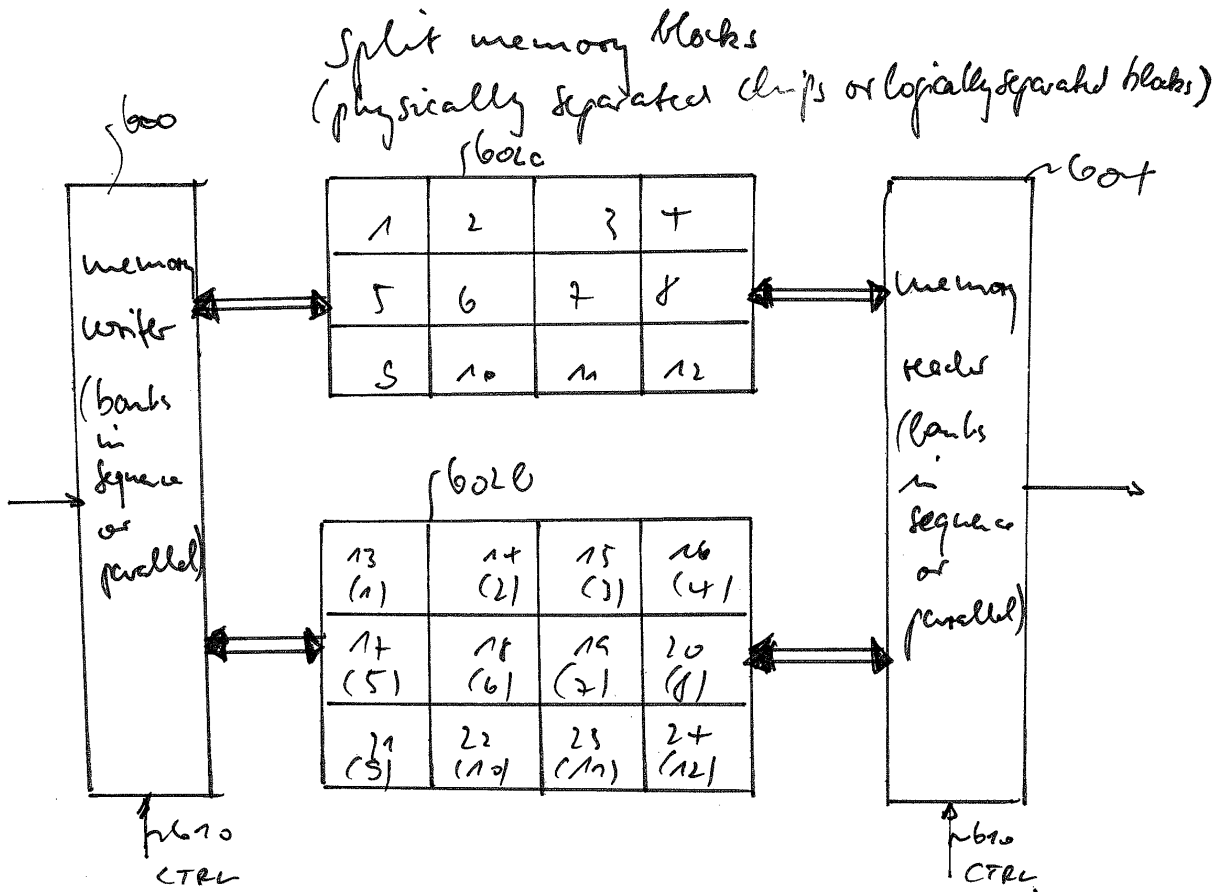 Split memory blocks
(physically separated chips or logically separated blocks)
600
602a
604
1 2 3 4
5 6 7 8
9 10 11 12
memory
writer
(banks
in
sequence
or
parallel)
memory
reader
(banks
in
sequence
or
parallel)
602b
13 14 15 16
(1) (2) (3) (4)
17 18 19 20
(5) (6) (7) (8)
21 22 23 24
(9) (10) (11) (12)
610
CTRL
610
CTRL